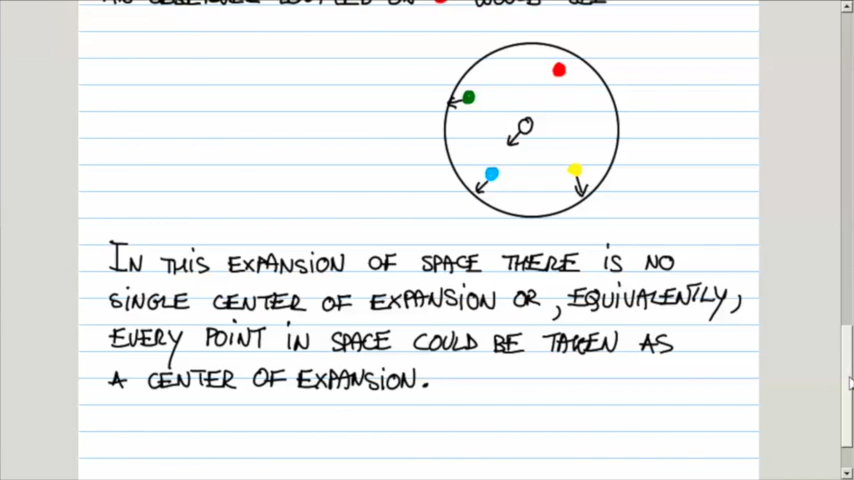 IN THIS EXPANSION OF SPACE THERE IS NO
SINGLE CENTER OF EXPANSION OR, EQUIVALENTLY,
EVERY POINT IN SPACE COULD BE TAKEN AS
A CENTER OF EXPANSION.